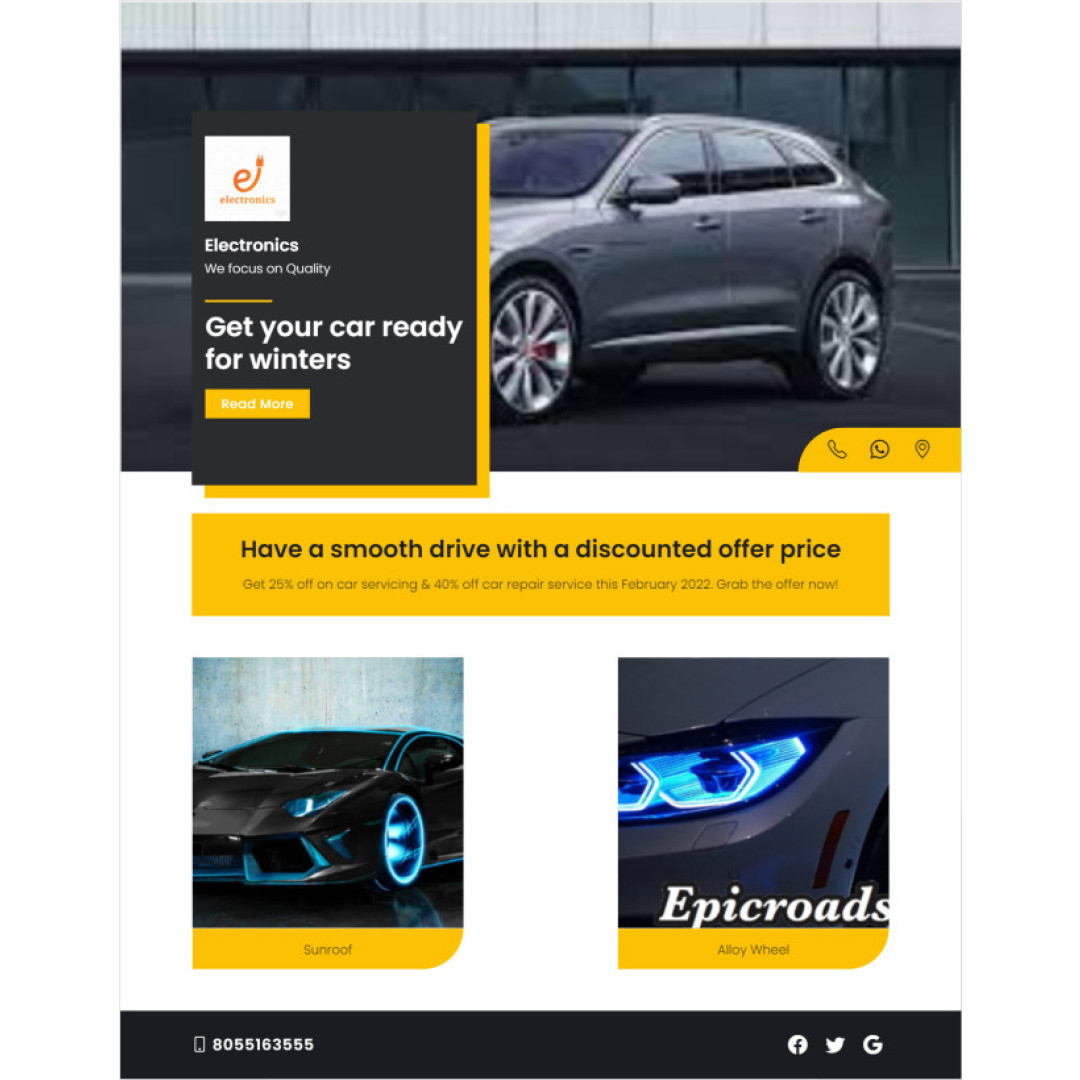 electronics
Electronics
We focus on Quality
Get your car ready
for winters
Read More
Have a smooth drive with a discounted offer price
Get 25% off on car servicing & 40% off car repair service this February 2022. Grab the offer now!
Epicroads
Sunroof
Alloy Wheel
8055163555